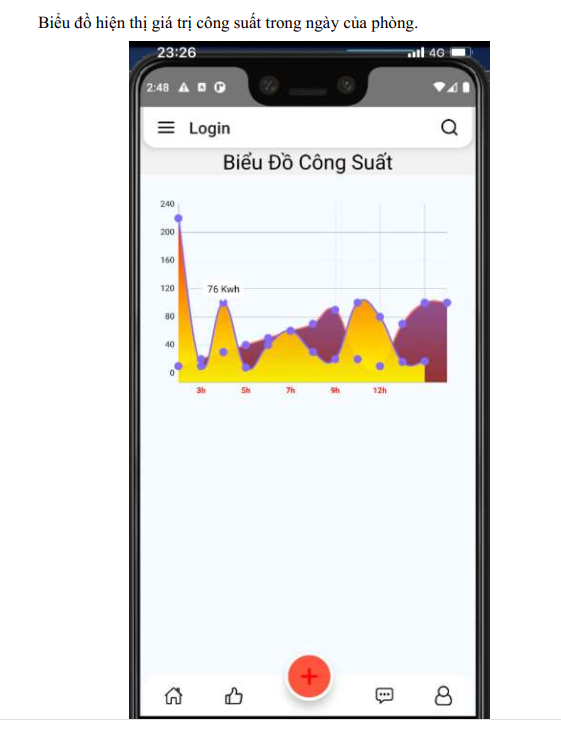 Biểu đồ hiện thị giá trị công suất trong ngày của phòng.
23:26
4G
2:48
Login
Biểu Đồ Công Suất
240
200
160
120
76 Kwh
80
40
0
3h 5h 7h 9h 12h